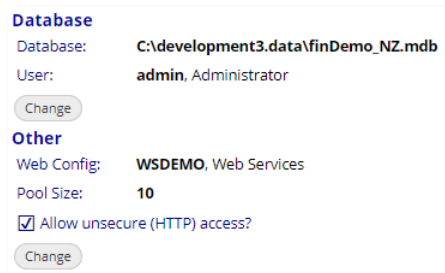 Database
Database: C:\development3.data\finDemo_NZ.mdb
User: admin, Administrator
Change
Other
Web Config: WSDEMO, Web Services
Pool Size: 10
Allow unsecure (HTTP) access?
Change